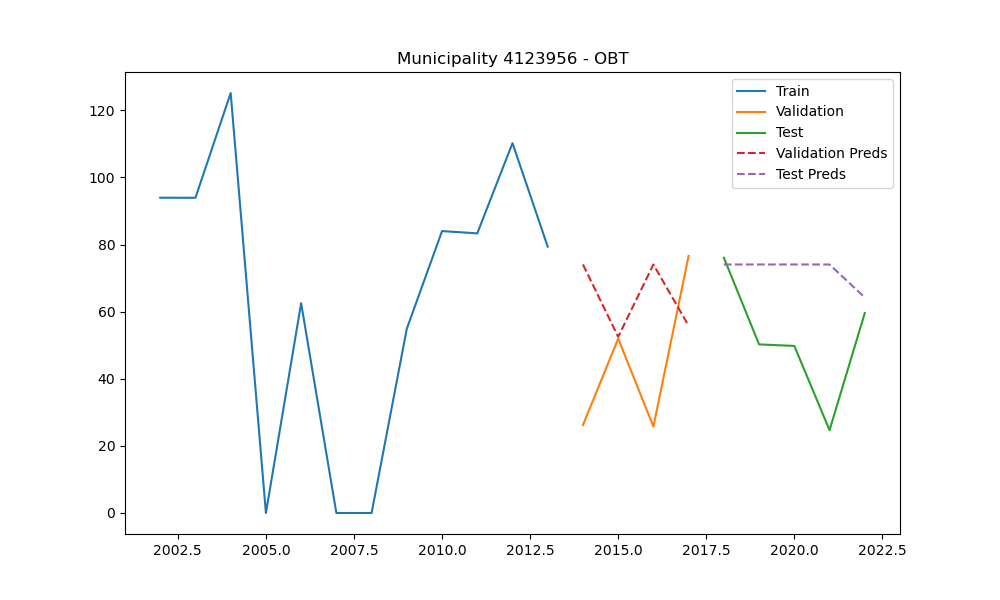 Municipality 4123956 - OBT
Train
Validation
Test
Validation Preds
Test Preds
120
100
80
60
40
20
0
2002.5 2005.0 2007.5 2010.0 2012.5 2015.0 2017.5 2020.0 2022.5